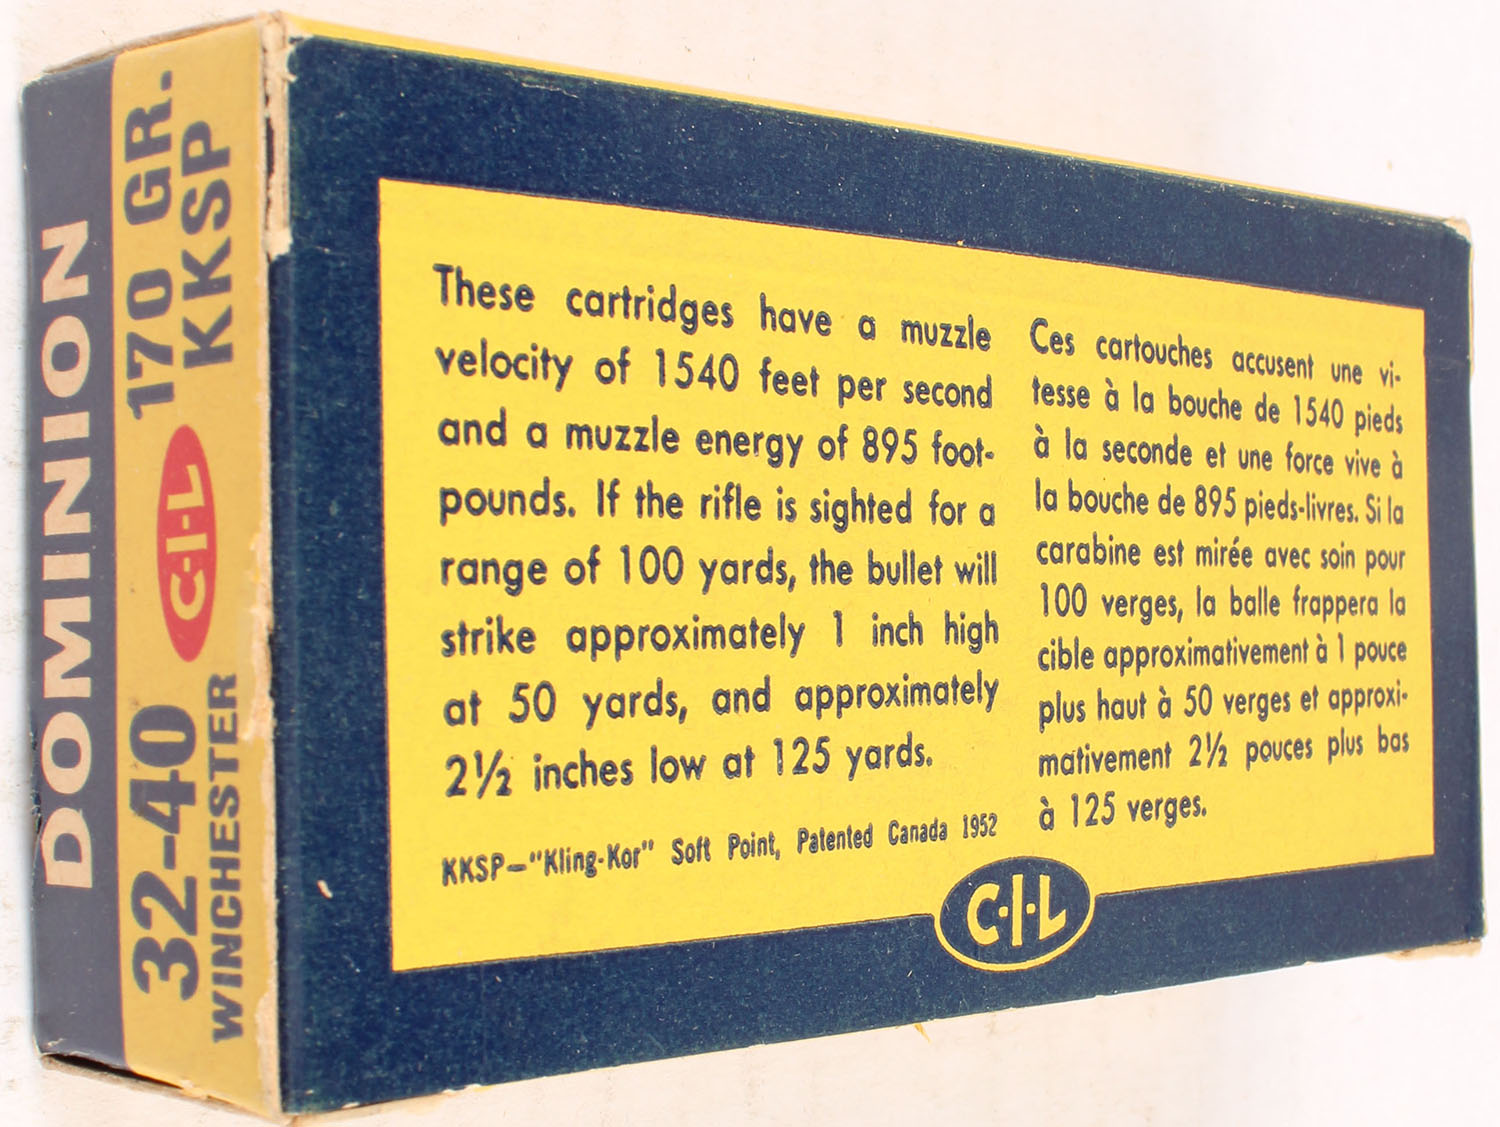 DOMINION
170 GR.
KKSP
C·I·L
32-40
WINCHESTER
These cartridges have a muzzle
velocity of 1540 feet per second
and a muzzle energy of 895 foot-
pounds. If the rifle is sighted for a
range of 100 yards, the bullet will
strike approximately 1 inch high
at 50 yards, and approximately
2½ inches low at 125 yards.
KKSP—"Kling-Kor" Soft Point, Patented Canada 1952
Ces cartouches accusent une vi-
tesse à la bouche de 1540 pieds
à la seconde et une force vive à
la bouche de 895 pieds-livres. Si la
carabine est mirée avec soin pour
100 verges, la balle frappera la
cible approximativement à 1 pouce
plus haut à 50 verges et approxi-
mativement 2½ pouces plus bas
à 125 verges.
C·I·L